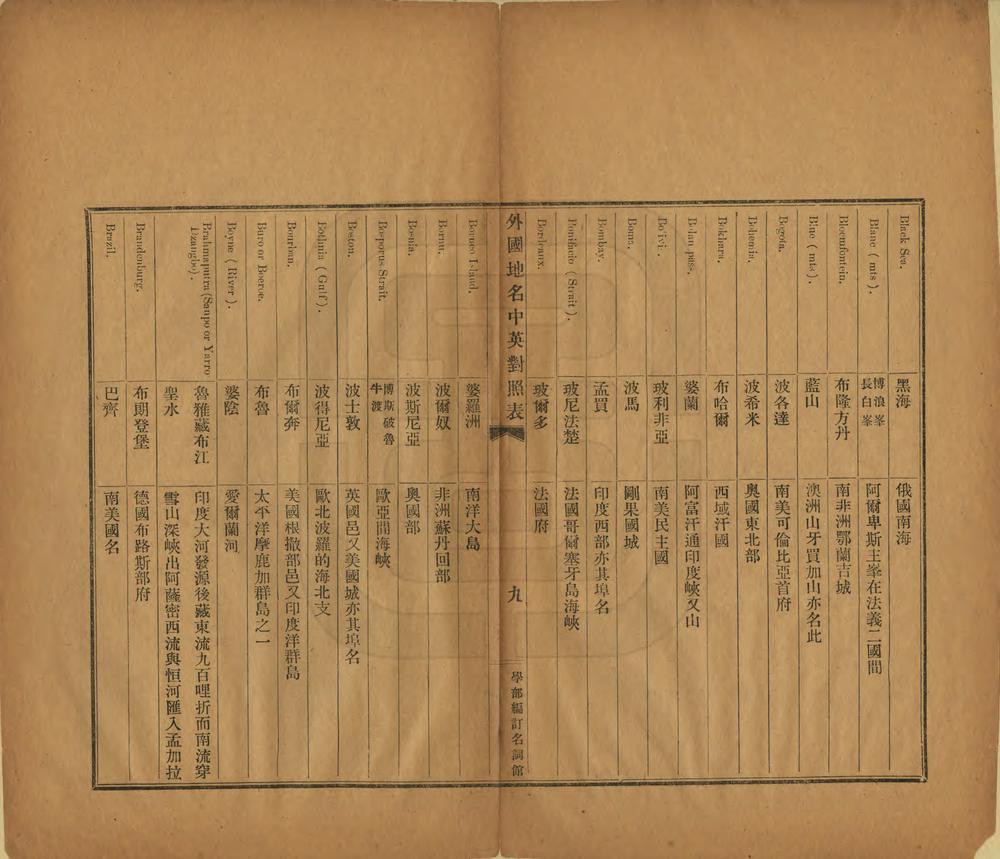 Black Sea. 黑海 俄國南海
Blanc (mts). 博浪峯 長白峯 阿爾卑斯主峯在法義二國間
Bloemfontein. 布隆方丹 南非洲鄂蘭吉城
Blue (mts). 藍山 澳洲山牙買加山亦名此
Bogota. 波各達 南美可倫比亞首府
Bohemia. 波希米 奧國東北部
Bokhara. 布哈爾 西域汗國
Bolan pass. 婆蘭 阿富汗通印度峽又山
Bolivi. 玻利非亞 南美民主國
Boma. 波馬 剛果國城
Bombay. 孟買 印度西部亦其埠名
Bonifacio (Strait). 玻尼法楚 法國哥爾塞牙島海峽
Bordeaux. 玻爾多 法國府
外國地名中英對照表 九 學部編訂名詞館
Borneo Island. 婆羅洲 南洋大島
Bornu. 波爾奴 非洲蘇丹回部
Bosnia. 波斯尼亞 奧國部
Bosporus Strait. 博斯破魯 牛渡 歐亞間海峽
Boston. 波士敦 英國邑又美國城亦其埠名
Bothnia (Gulf). 波得尼亞 歐北波羅的海北支
Bourbon. 布爾奔 美國根撒部邑又印度洋群島
Buro or Boeroe. 布魯 太平洋摩鹿加群島之一
Boyne (River). 婆陰 愛爾蘭河
Brahmaputra (Sanpo or Yarro Dzangbo). 魯雅藏布江 印度大河發源後藏東流九百哩折而南流穿
聖水 雪山深峽出阿薩密西流與恒河匯入孟加拉
Brandenburg. 布朗登堡 德國布路斯部府
Brazil. 巴齊 南美國名